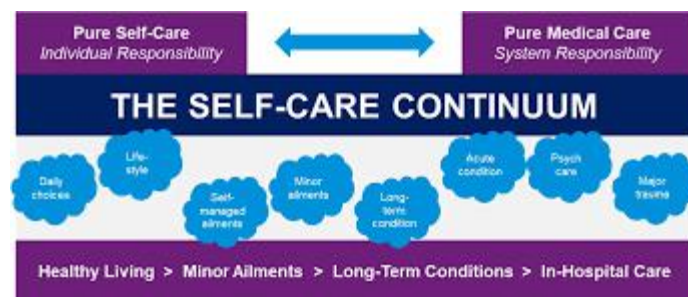 Pure Self-Care
Individual Responsibility
Pure Medical Care
System Responsibility
THE SELF-CARE CONTINUUM
Daily
choices
Life-
style
Self-
managed
ailments
Minor
ailments
Long-
term
condition
Acute
condition
Psych
care
Major
trauma
Healthy Living > Minor Ailments > Long-Term Conditions > In-Hospital Care